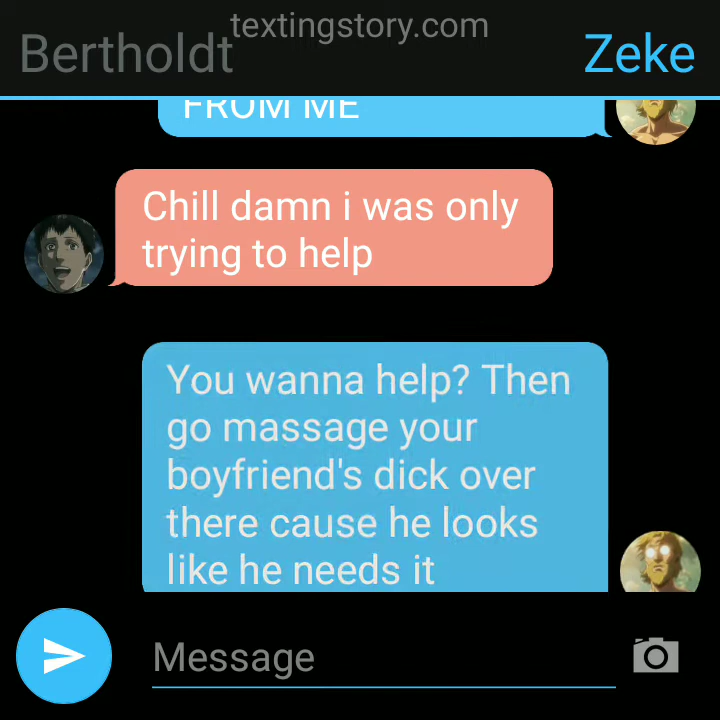 textingstory.com
Bertholdt
Zeke
FROM ME
Chill damn i was only
trying to help
You wanna help? Then
go massage your
boyfriend's dick over
there cause he looks
like he needs it
Message